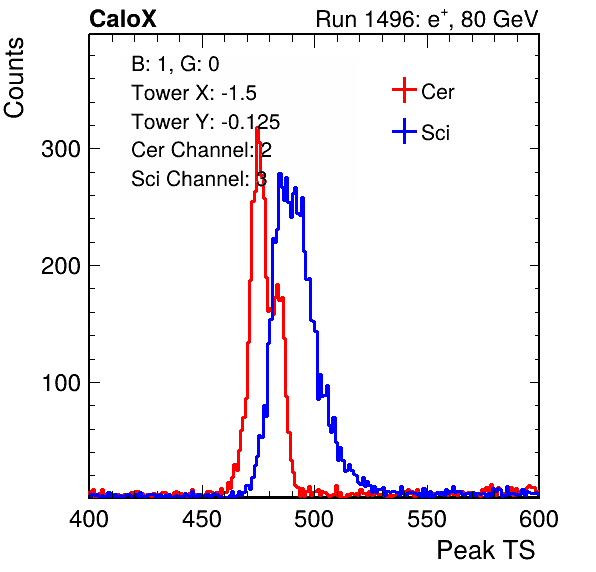 CaloX
Run 1496: e+, 80 GeV
Counts
B: 1, G: 0
Tower X: -1.5
Tower Y: -0.125
Cer Channel: 2
Sci Channel: 3
Cer
Sci
300
200
100
400 450 500 550 600
Peak TS